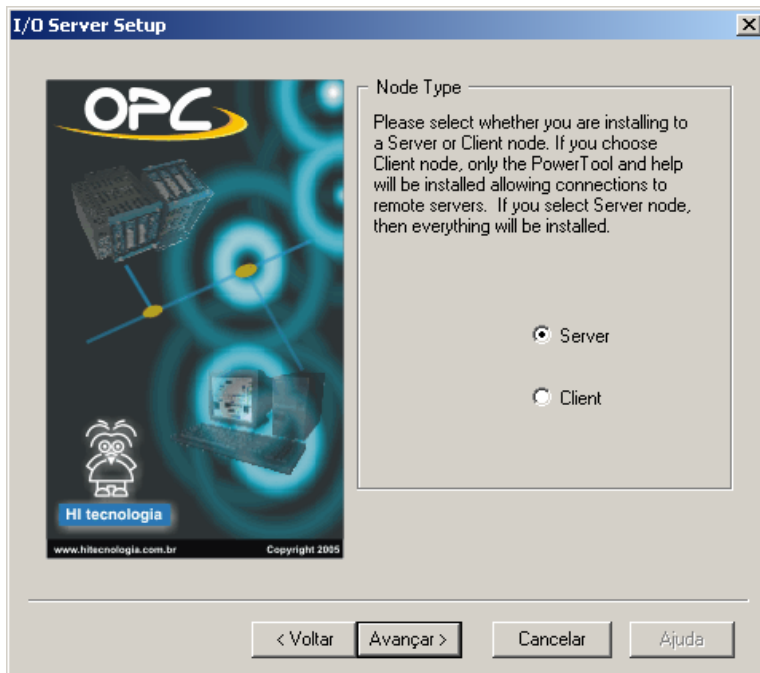 I/O Server Setup
OPC
HI tecnologia
www.hitecnologia.com.br Copyright 2005
Node Type
Please select whether you are installing to
a Server or Client node. If you choose
Client node, only the PowerTool and help
will be installed allowing connections to
remote servers. If you select Server node,
then everything will be installed.
Server
Client
< Voltar Avançar > Cancelar Ajuda